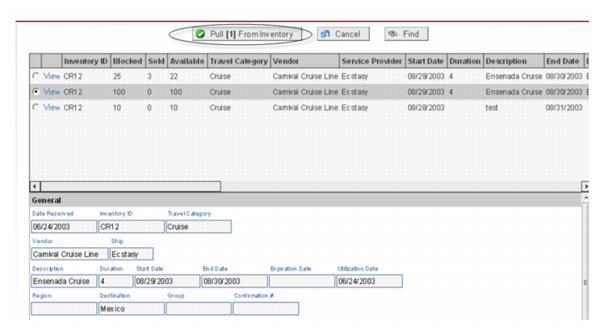 Pull [1] From Inventory Cancel Find
Inventory ID Blocked Sold Available Travel Category Vendor Service Provider Start Date Duration Description End Date
View CR12 25 3 22 Cruise Carnival Cruise Line Ecstasy 08/29/2003 4 Ensenada Cruise 08/30/2003
View CR12 100 0 100 Cruise Carnival Cruise Line Ecstasy 08/29/2003 4 Ensenada Cruise 08/30/2003
View CR12 10 0 10 Cruise Carnival Cruise Line Ecstasy 08/28/2003 test 08/31/2003
General
Date Reserved Inventory ID Travel Category
06/24/2003 CR12 Cruise
Vendor Ship
Carnival Cruise Line Ecstasy
Description Duration Start Date End Date Expiration Date Utilization Date
Ensenada Cruise 4 08/29/2003 08/30/2003 06/24/2003
Region Destination Group Confirmation #
Mexico